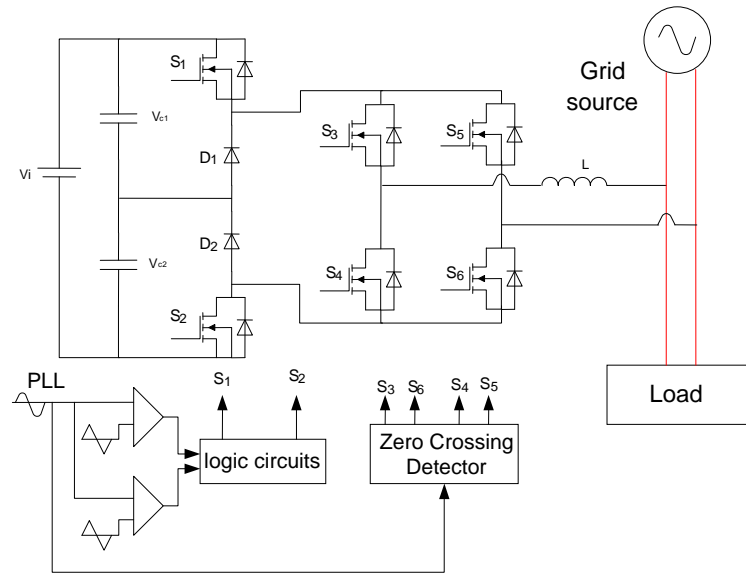 S1
Grid
source
Vc1
S3
S5
D1
Vi
L
D2
Vc2
S4
S6
S2
PLL
S1
S2
S3
S6
S4
S5
Load
logic circuits
Zero Crossing
Detector